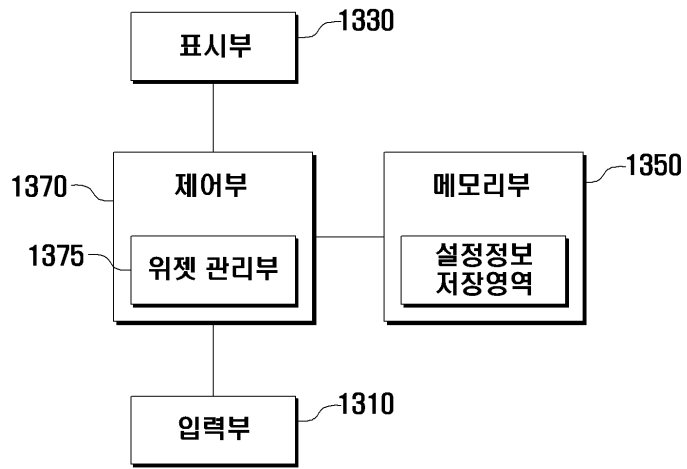 표시부
1330
1370
제어부
메모리부
1350
1375
위젯 관리부
설정정보
저장영역
입력부
1310